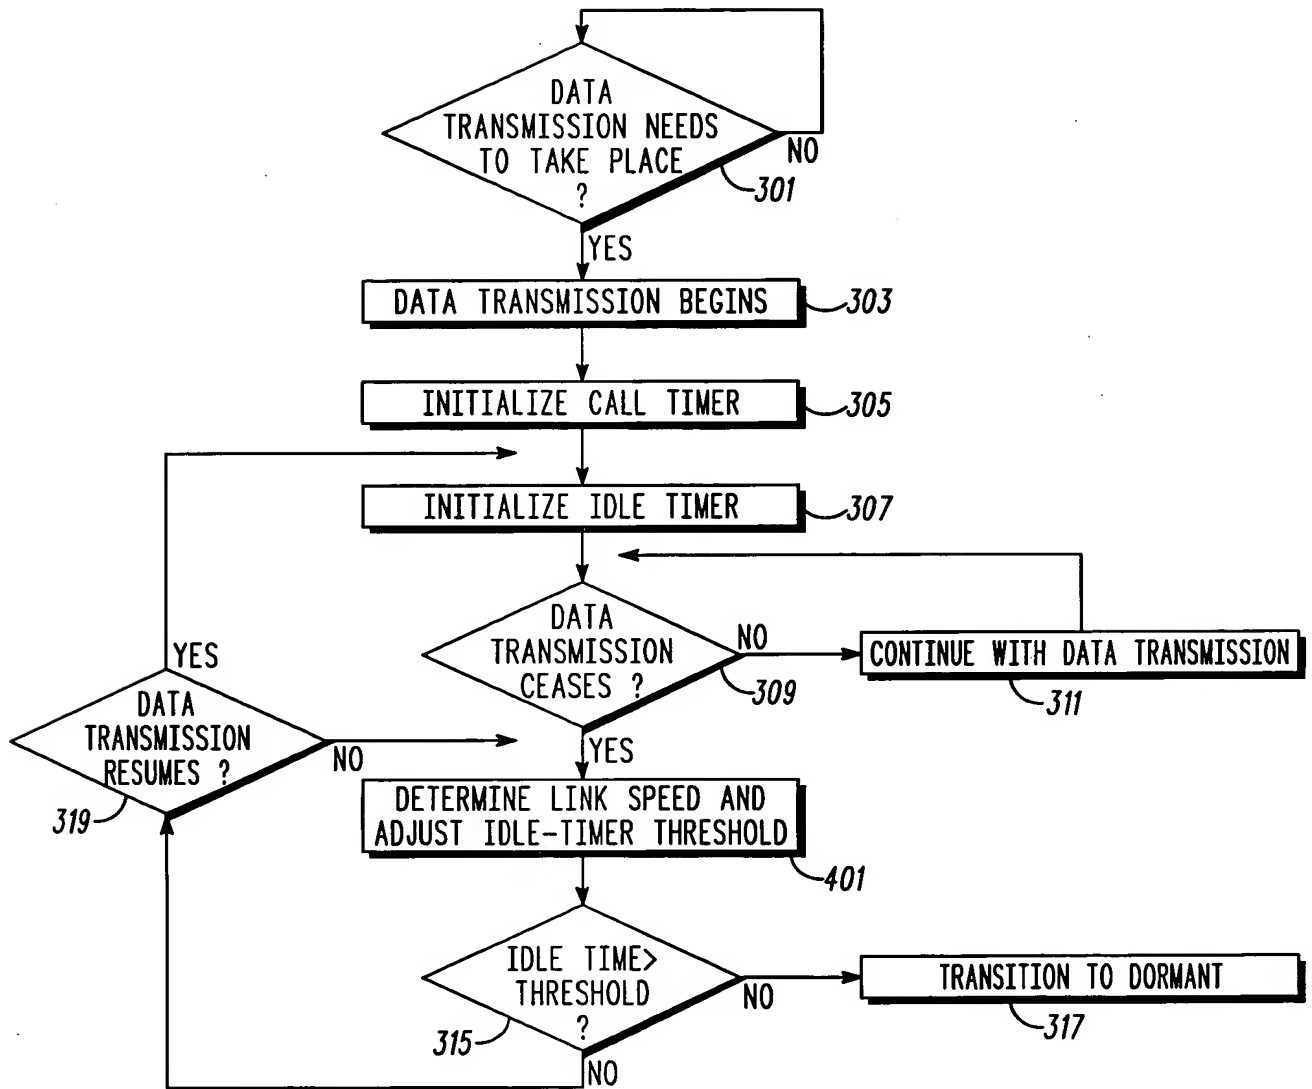 DATA
TRANSMISSION NEEDS
TO TAKE PLACE
?
NO
301
YES
DATA TRANSMISSION BEGINS
303
INITIALIZE CALL TIMER
305
INITIALIZE IDLE TIMER
307
DATA
TRANSMISSION
CEASES ?
NO
309
CONTINUE WITH DATA TRANSMISSION
311
YES
YES
DATA
TRANSMISSION
RESUMES ?
NO
319
DETERMINE LINK SPEED AND
ADJUST IDLE-TIMER THRESHOLD
401
IDLE TIME>
THRESHOLD
?
NO
315
TRANSITION TO DORMANT
317
NO